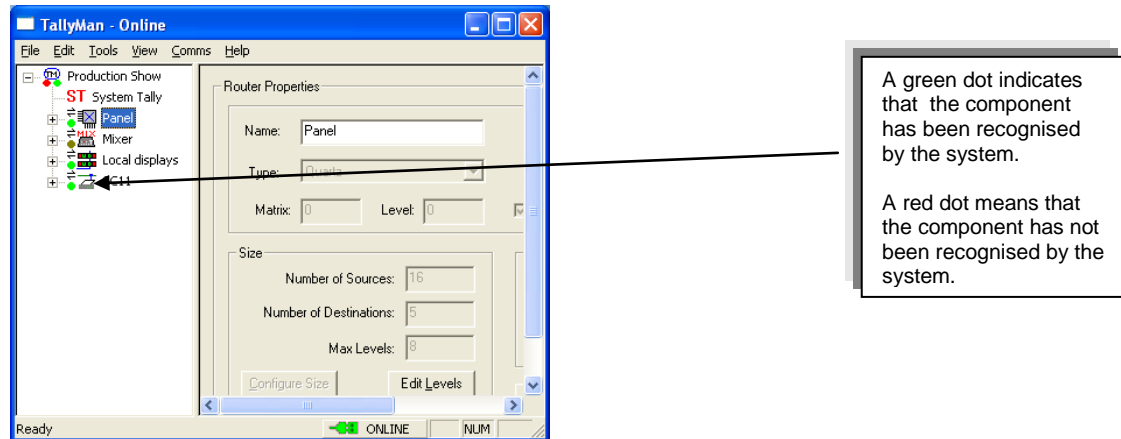 TallyMan - Online
File Edit Tools View Comms Help
TM Production Show
ST System Tally
Panel
MIX Mixer
Local displays
Router Properties
Name: Panel
Type: Quartz
Matrix: 0 Level: 0
Size
Number of Sources: 16
Number of Destinations: 5
Max Levels: 8
Configure Size Edit Levels
Ready ONLINE NUM
A green dot indicates
that the component
has been recognised
by the system.
A red dot means that
the component has not
been recognised by the
system.